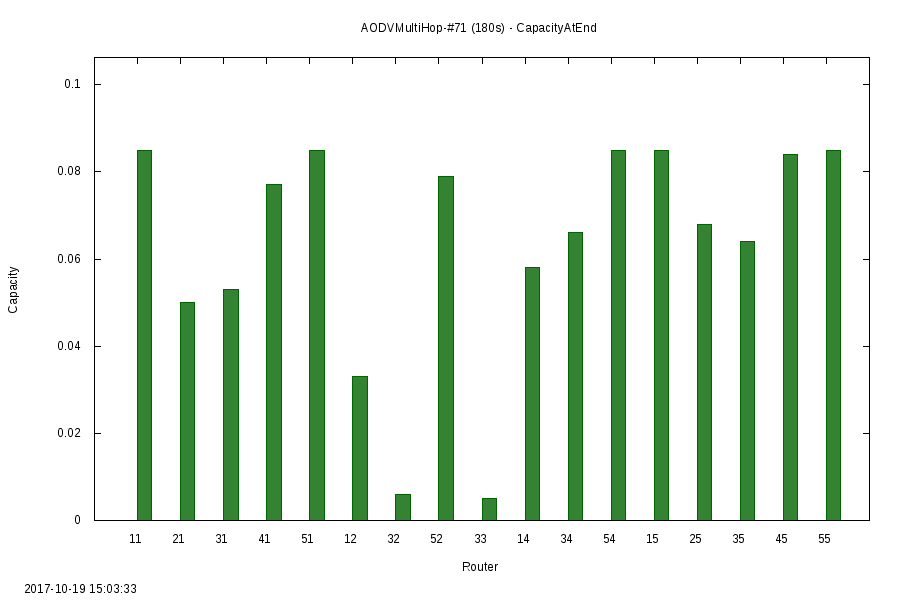 AODVMultiHop-#71 (180s) - CapacityAtEnd
0.1
0.08
0.06
0.04
0.02
0
Capacity
11 21 31 41 51 12 32 52 33 14 34 54 15 25 35 45 55
Router
2017-10-19 15:03:33